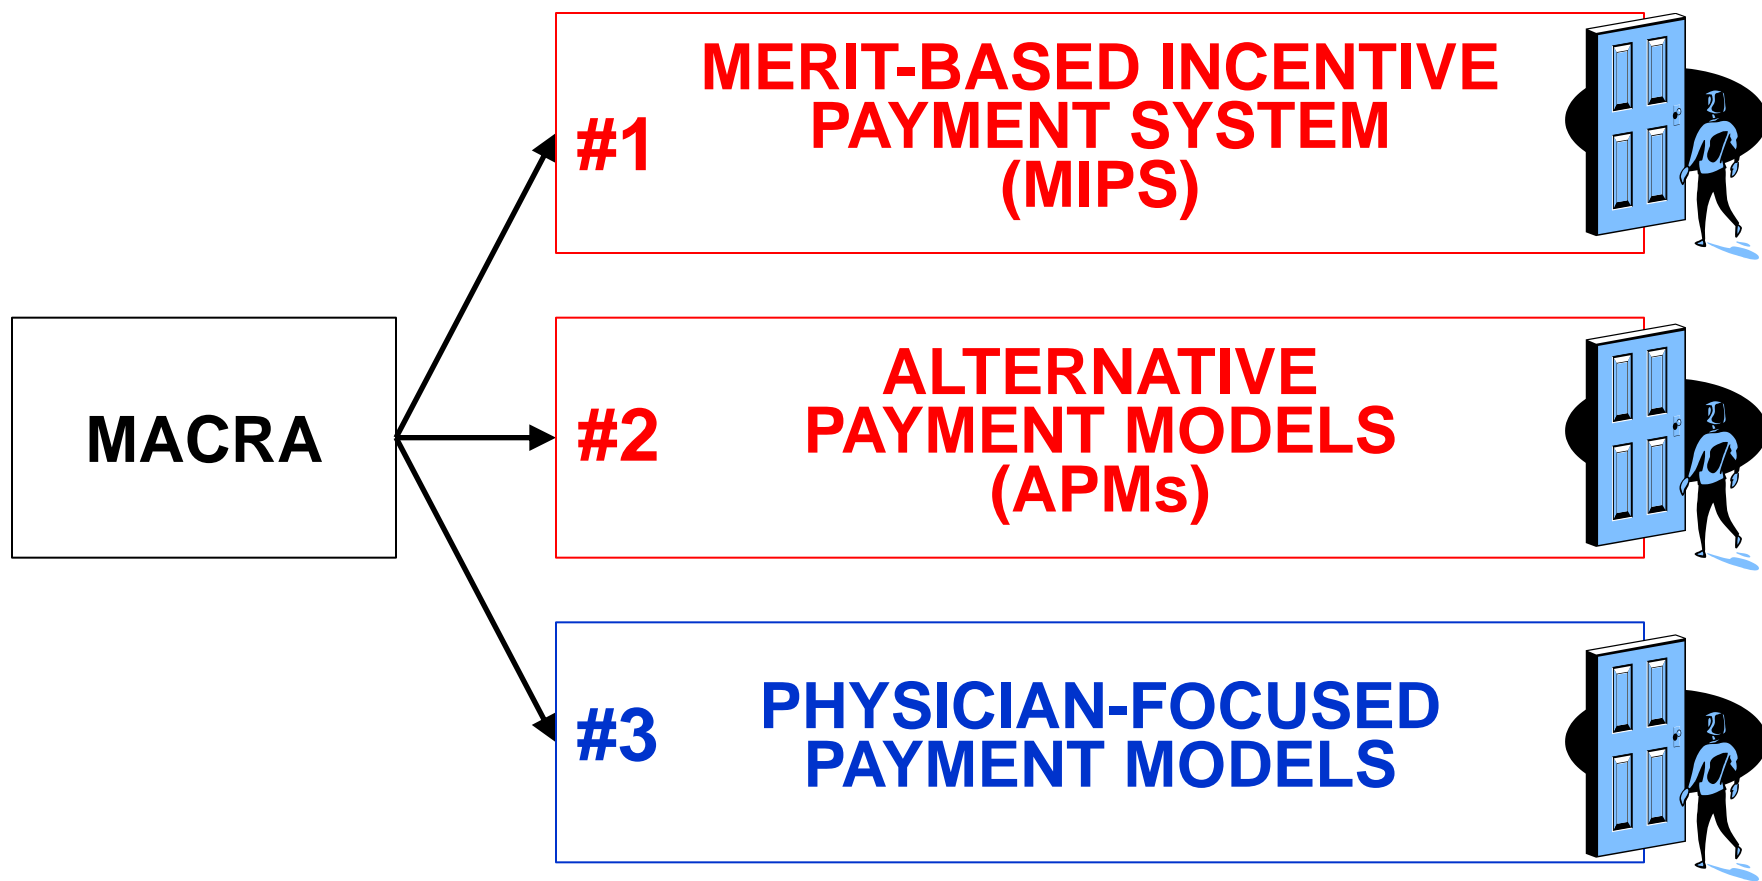 MACRA
#1
MERIT-BASED INCENTIVE
PAYMENT SYSTEM
(MIPS)
#2
ALTERNATIVE
PAYMENT MODELS
(APMs)
#3
PHYSICIAN-FOCUSED
PAYMENT MODELS